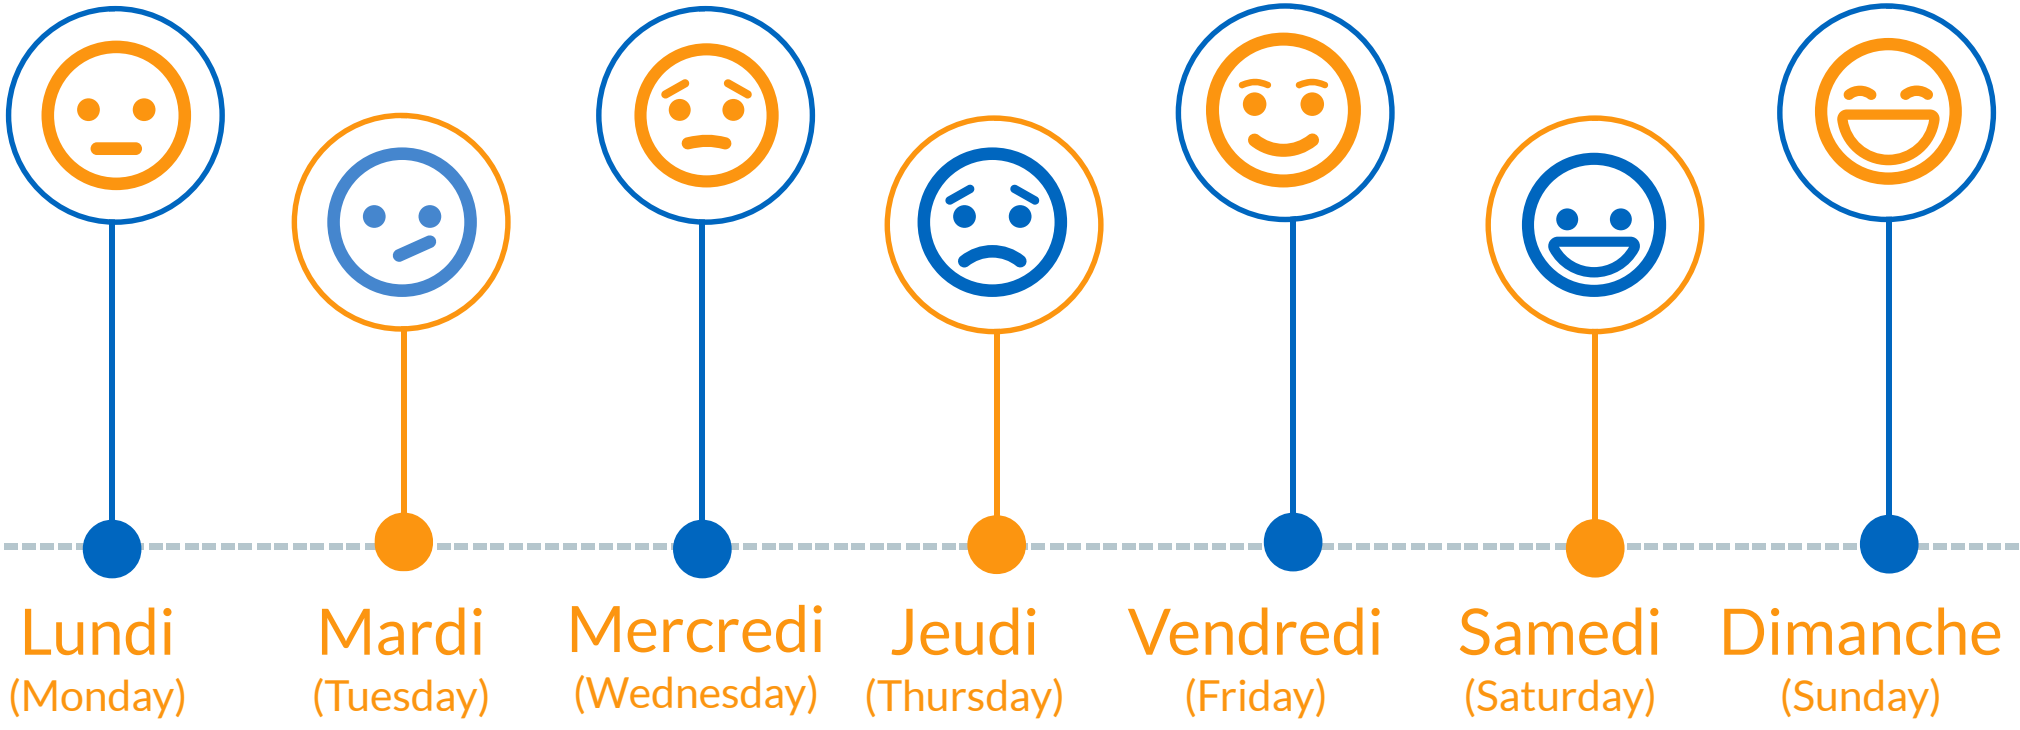 Lundi
(Monday)
Mardi
(Tuesday)
Mercredi
(Wednesday)
Jeudi
(Thursday)
Vendredi
(Friday)
Samedi
(Saturday)
Dimanche
(Sunday)